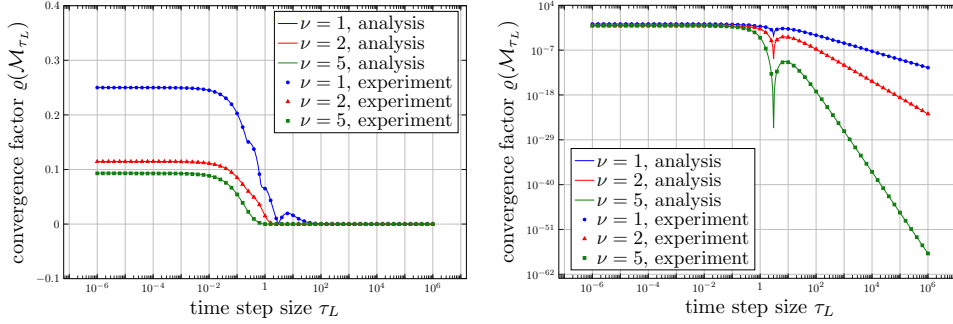 0.4
0.3
0.2
0.1
0
−0.1
convergence factor ϱ(ℳ_{τ_L})
ν = 1, analysis
ν = 2, analysis
ν = 5, analysis
ν = 1, experiment
ν = 2, experiment
ν = 5, experiment
10^{−6} 10^{−4} 10^{−2} 1 10^{2} 10^{4} 10^{6}
time step size τ_L
10^{4}
10^{−7}
10^{−18}
10^{−29}
10^{−40}
10^{−51}
10^{−62}
convergence factor ϱ(ℳ_{τ_L})
ν = 1, analysis
ν = 2, analysis
ν = 5, analysis
ν = 1, experiment
ν = 2, experiment
ν = 5, experiment
10^{−6} 10^{−4} 10^{−2} 1 10^{2} 10^{4} 10^{6}
time step size τ_L